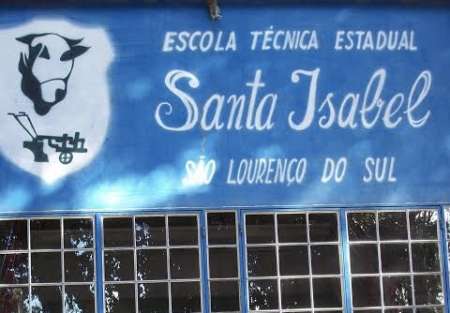 ESCOLA TÉCNICA ESTADUAL
Santa Isabel
SÃO LOURENÇO DO SUL